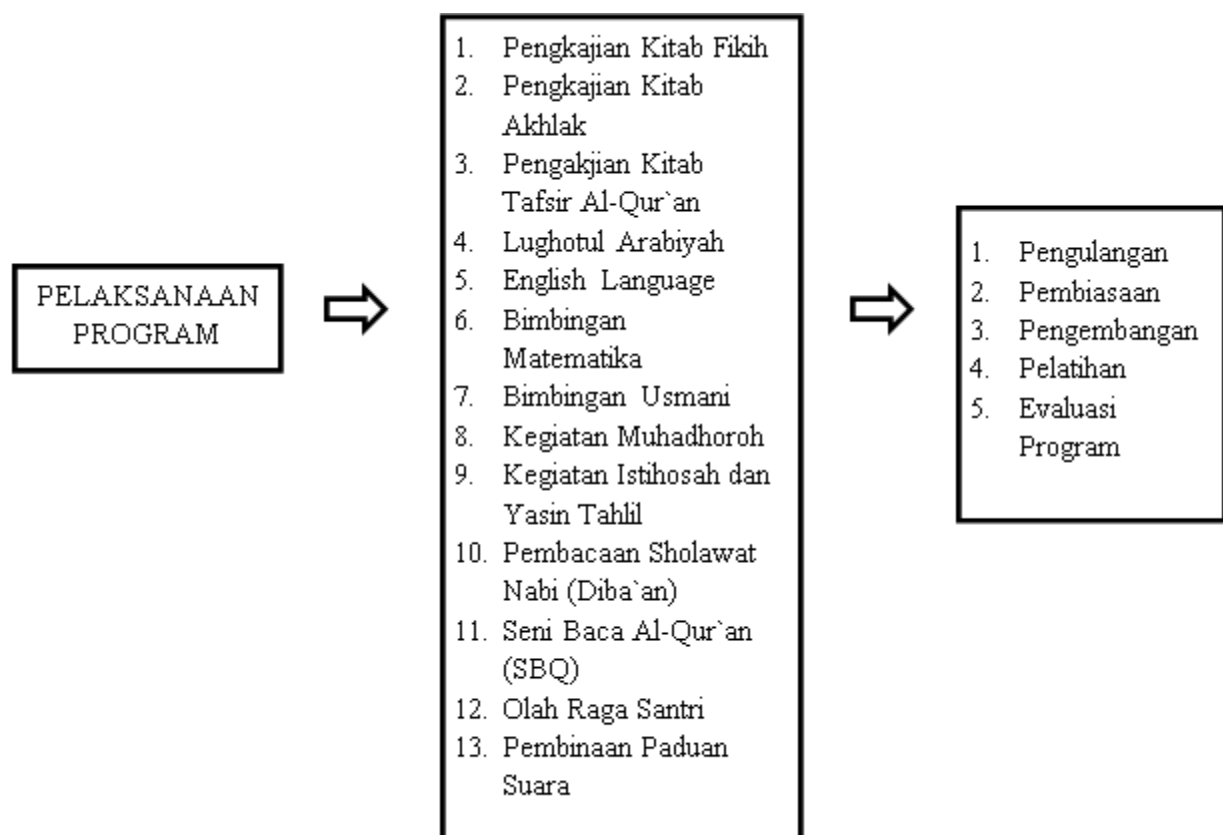 PELAKSANAAN
PROGRAM
1. Pengkajian Kitab Fikih
2. Pengkajian Kitab
Akhlak
3. Pengakjian Kitab
Tafsir Al-Qur`an
4. Lughotul Arabiyah
5. English Language
6. Bimbingan
Matematika
7. Bimbingan Usmani
8. Kegiatan Muhadhoroh
9. Kegiatan Istihosah dan
Yasin Tahlil
10. Pembacaan Sholawat
Nabi (Diba`an)
11. Seni Baca Al-Qur`an
(SBQ)
12. Olah Raga Santri
13. Pembinaan Paduan
Suara
1. Pengulangan
2. Pembiasaan
3. Pengembangan
4. Pelatihan
5. Evaluasi
Program